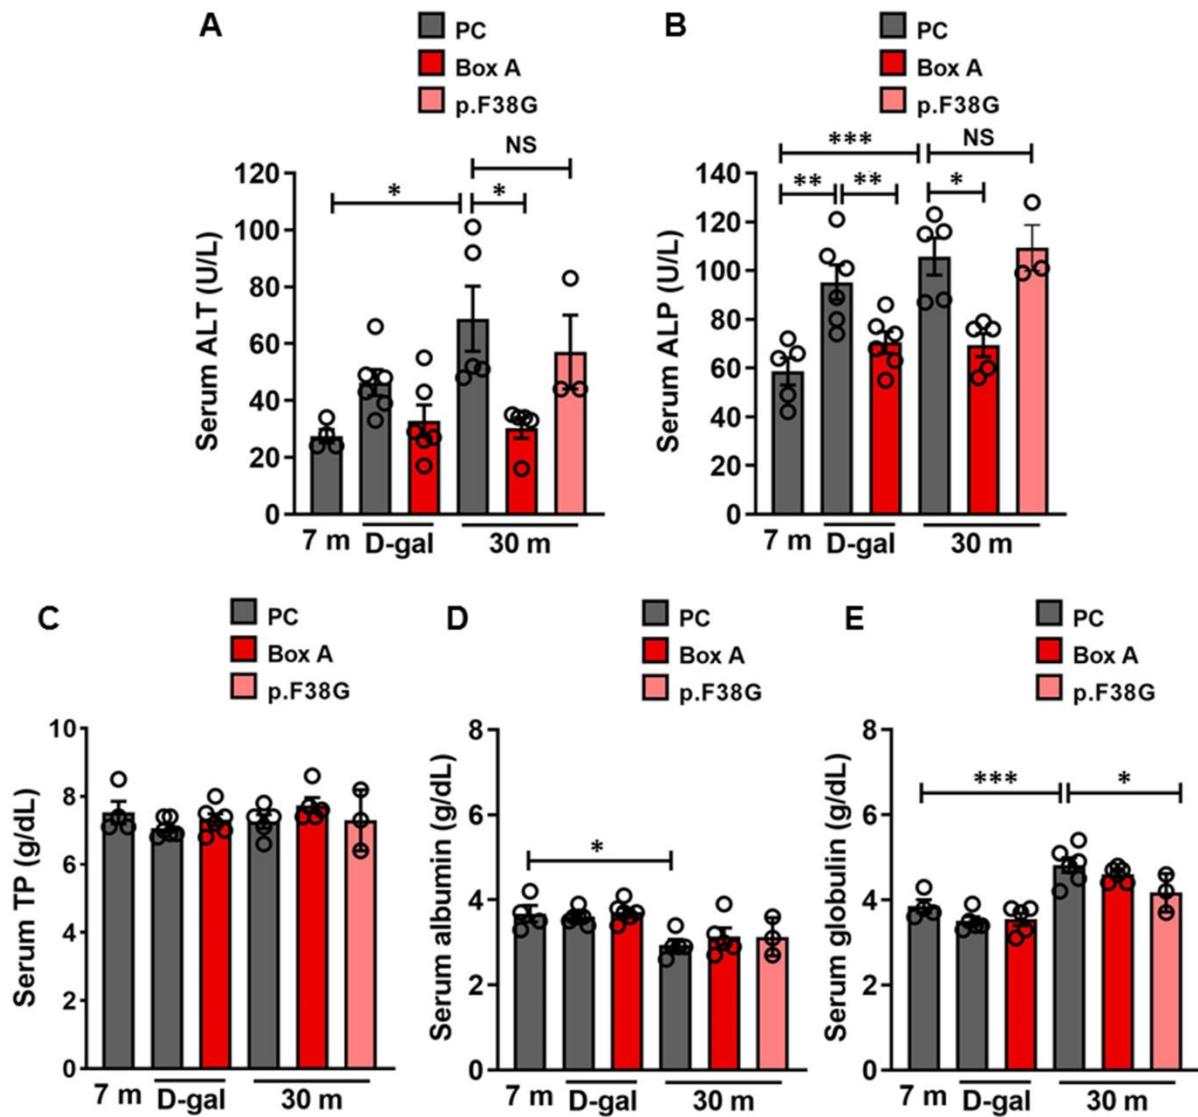 A
PC
Box A
p.F38G
NS
*
*
Serum ALT (U/L)
120
100
80
60
40
20
0
7 m
D-gal
30 m
B
PC
Box A
p.F38G
***
NS
**
**
*
Serum ALP (U/L)
140
120
100
80
60
40
20
0
7 m
D-gal
30 m
C
PC
Box A
p.F38G
Serum TP (g/dL)
10
8
6
4
2
0
7 m
D-gal
30 m
D
PC
Box A
p.F38G
*
Serum albumin (g/dL)
8
6
4
2
0
7 m
D-gal
30 m
E
PC
Box A
p.F38G
***
*
Serum globulin (g/dL)
8
6
4
2
0
7 m
D-gal
30 m